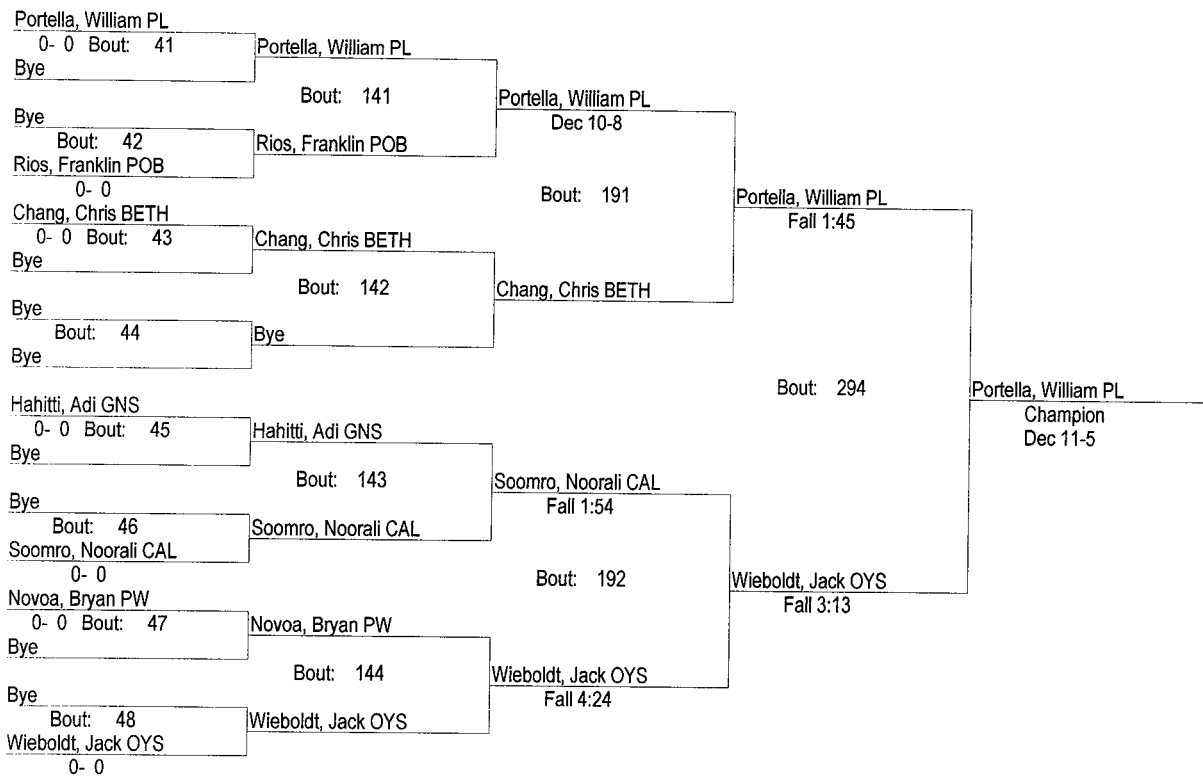 Portella, William PL
0- 0 Bout: 41
Bye
Portella, William PL
Bout: 141
Bye
Bout: 42
Rios, Franklin POB
0- 0
Rios, Franklin POB
Portella, William PL
Dec 10-8
Bout: 191
Chang, Chris BETH
0- 0 Bout: 43
Bye
Chang, Chris BETH
Bout: 142
Bye
Bout: 44
Bye
Bye
Chang, Chris BETH
Portella, William PL
Fall 1:45
Bout: 294
Portella, William PL
Champion
Dec 11-5
Hahitti, Adi GNS
0- 0 Bout: 45
Bye
Hahitti, Adi GNS
Bout: 143
Bye
Bout: 46
Soomro, Noorali CAL
0- 0
Soomro, Noorali CAL
Soomro, Noorali CAL
Fall 1:54
Bout: 192
Novoa, Bryan PW
0- 0 Bout: 47
Bye
Novoa, Bryan PW
Bout: 144
Bye
Bout: 48
Wieboldt, Jack OYS
0- 0
Wieboldt, Jack OYS
Wieboldt, Jack OYS
Fall 4:24
Wieboldt, Jack OYS
Fall 3:13